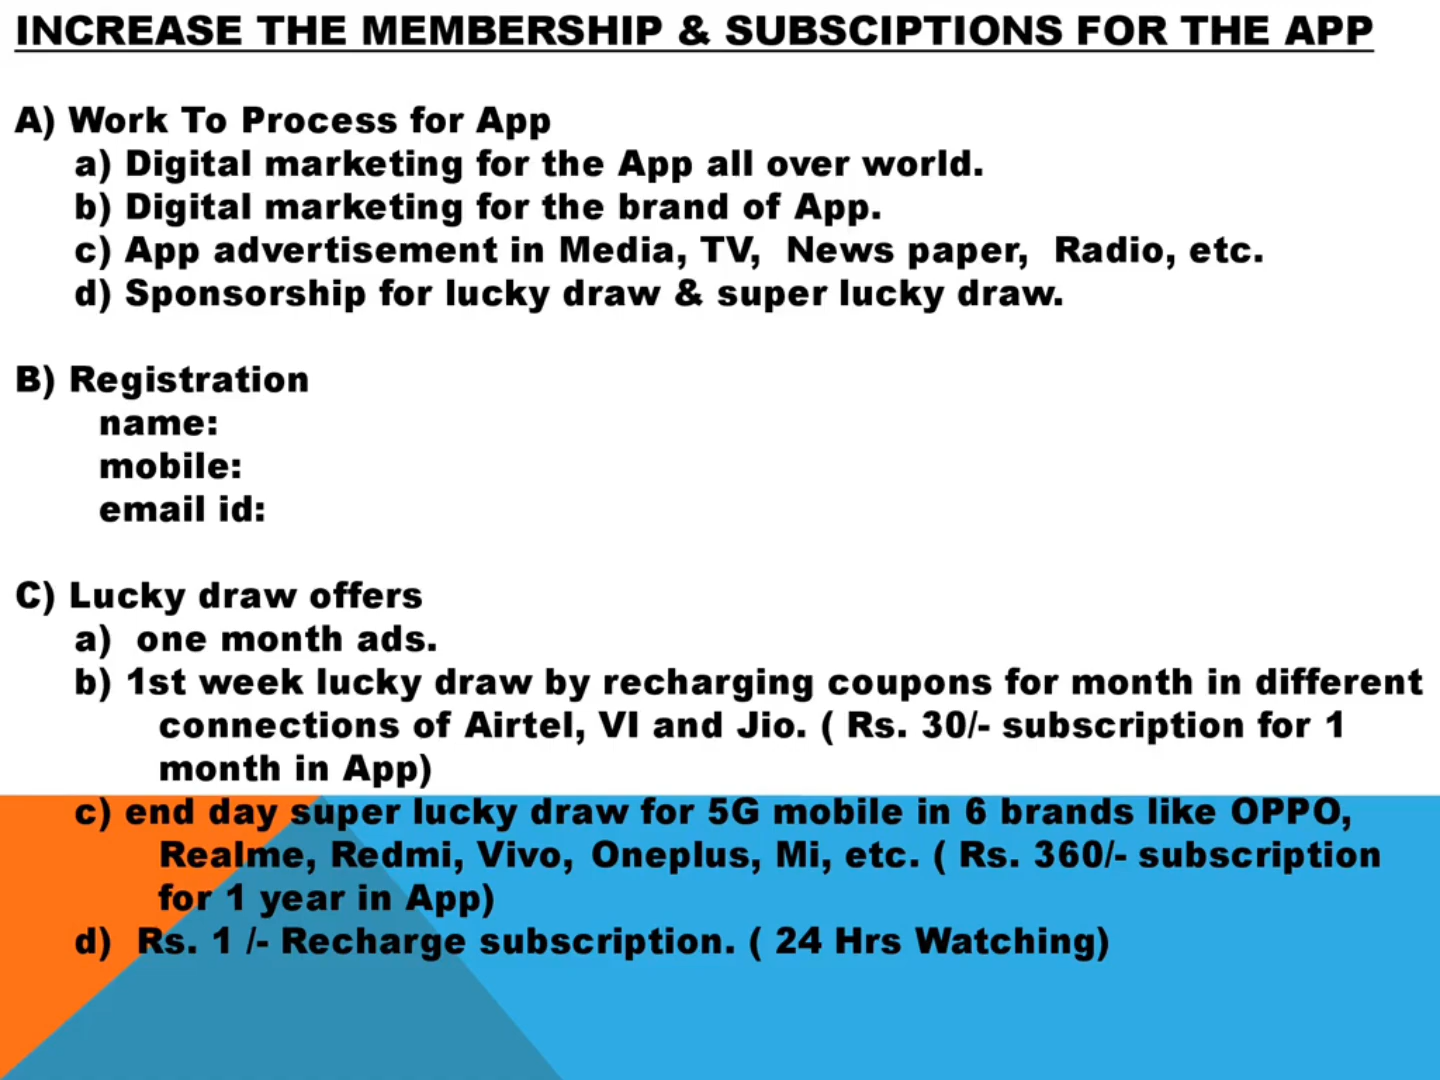 INCREASE THE MEMBERSHIP & SUBSCIPTIONS FOR THE APP
A) Work To Process for App
a) Digital marketing for the App all over world.
b) Digital marketing for the brand of App.
c) App advertisement in Media, TV, News paper, Radio, etc.
d) Sponsorship for lucky draw & super lucky draw.
B) Registration
name:
mobile:
email id:
C) Lucky draw offers
a) one month ads.
b) 1st week lucky draw by recharging coupons for month in different
connections of Airtel, VI and Jio. ( Rs. 30/- subscription for 1
month in App)
c) end day super lucky draw for 5G mobile in 6 brands like OPPO,
Realme, Redmi, Vivo, Oneplus, Mi, etc. ( Rs. 360/- subscription
for 1 year in App)
d) Rs. 1 /- Recharge subscription. ( 24 Hrs Watching)